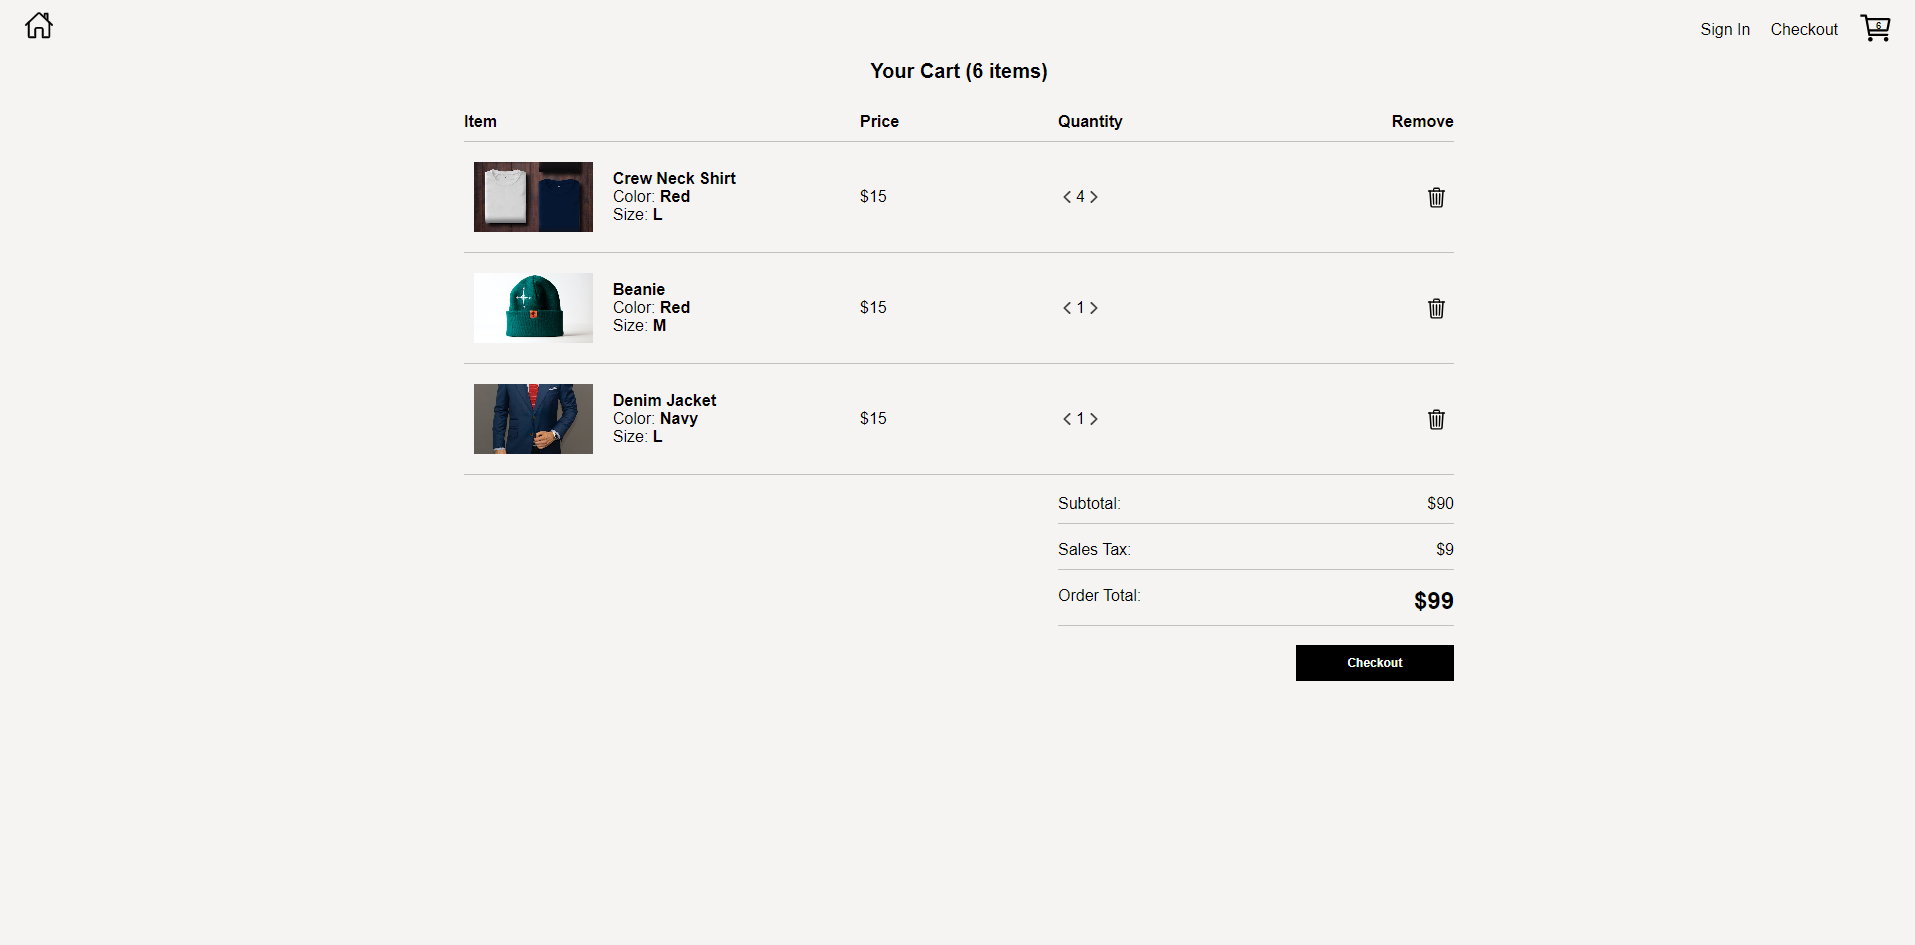 Sign In Checkout 6
Your Cart (6 items)
Item Price Quantity Remove
Crew Neck Shirt
Color: Red
Size: L
$15
4
Beanie
Color: Red
Size: M
$15
1
Denim Jacket
Color: Navy
Size: L
$15
1
Subtotal: $90
Sales Tax: $9
Order Total: $99
Checkout